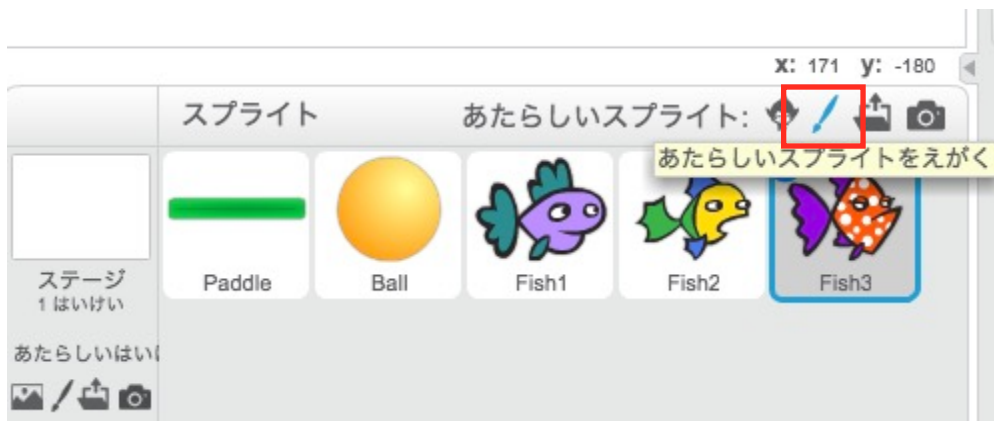 x: 171 y: -180
スプライト あたらしいスプライト:
あたらしいスプライトをえがく
Paddle Ball Fish1 Fish2 Fish3
ステージ
1 はいけい
あたらしいはい